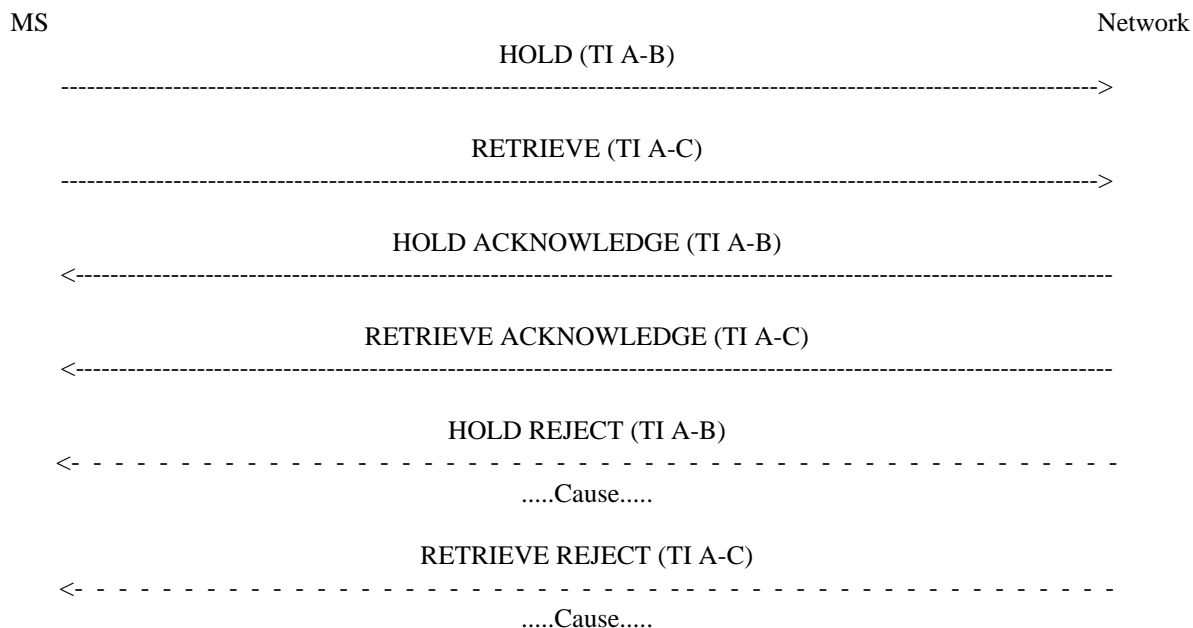 MS Network
HOLD (TI A-B)
RETRIEVE (TI A-C)
HOLD ACKNOWLEDGE (TI A-B)
RETRIEVE ACKNOWLEDGE (TI A-C)
HOLD REJECT (TI A-B)
.....Cause.....
RETRIEVE REJECT (TI A-C)
.....Cause.....